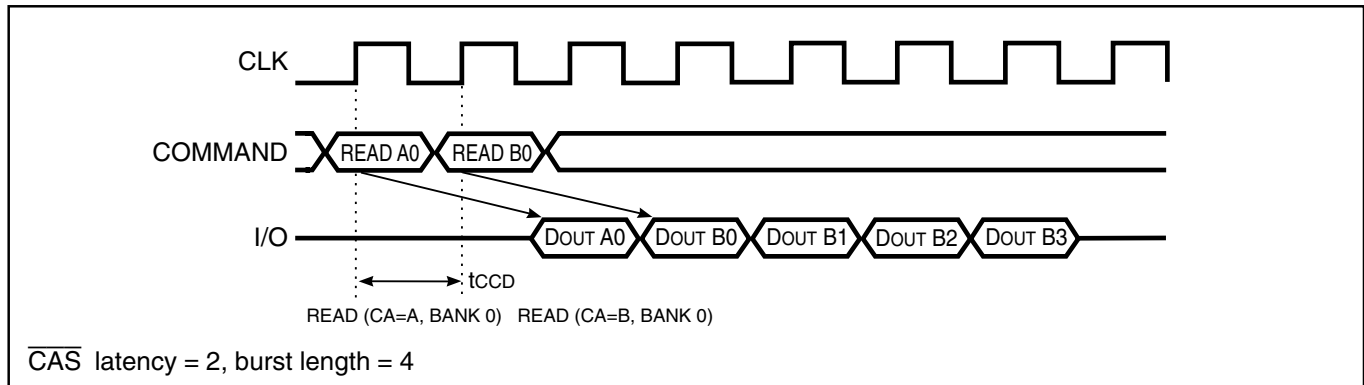 CLK
COMMAND READ A0 READ B0
I/O DOUT A0 DOUT B0 DOUT B1 DOUT B2 DOUT B3
tCCD
READ (CA=A, BANK 0) READ (CA=B, BANK 0)
CAS latency = 2, burst length = 4